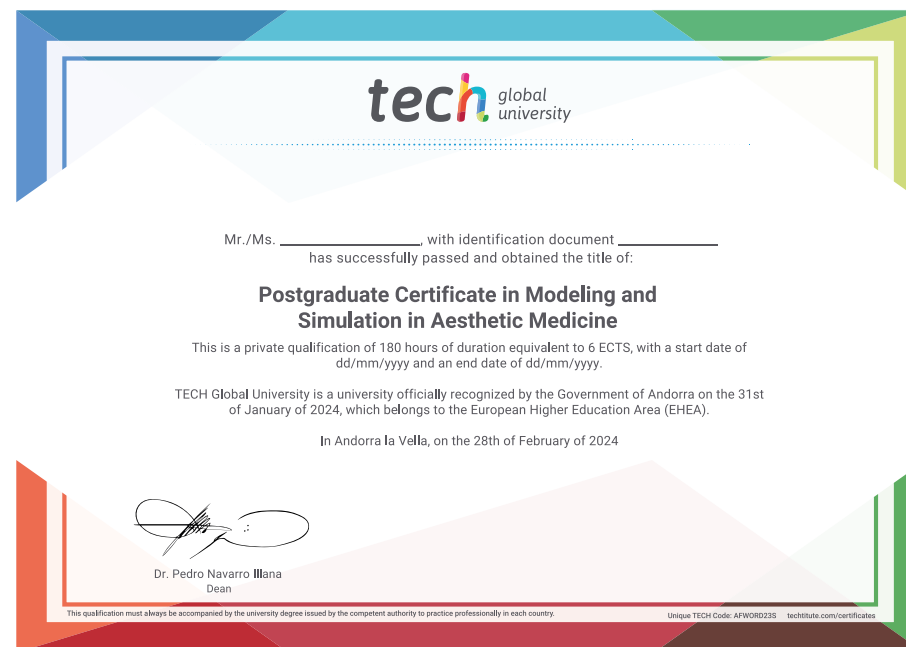 tech global
university
Mr./Ms. ____________, with identification document ____________
has successfully passed and obtained the title of:
Postgraduate Certificate in Modeling and
Simulation in Aesthetic Medicine
This is a private qualification of 180 hours of duration equivalent to 6 ECTS, with a start date of
dd/mm/yyyy and an end date of dd/mm/yyyy.
TECH Global University is a university officially recognized by the Government of Andorra on the 31st
of January of 2024, which belongs to the European Higher Education Area (EHEA).
In Andorra la Vella, on the 28th of February of 2024
Dr. Pedro Navarro Illana
Dean
This qualification must always be accompanied by the university degree issued by the competent authority to practice professionally in each country.
Unique TECH Code: AFWORD23S techtitute.com/certificates